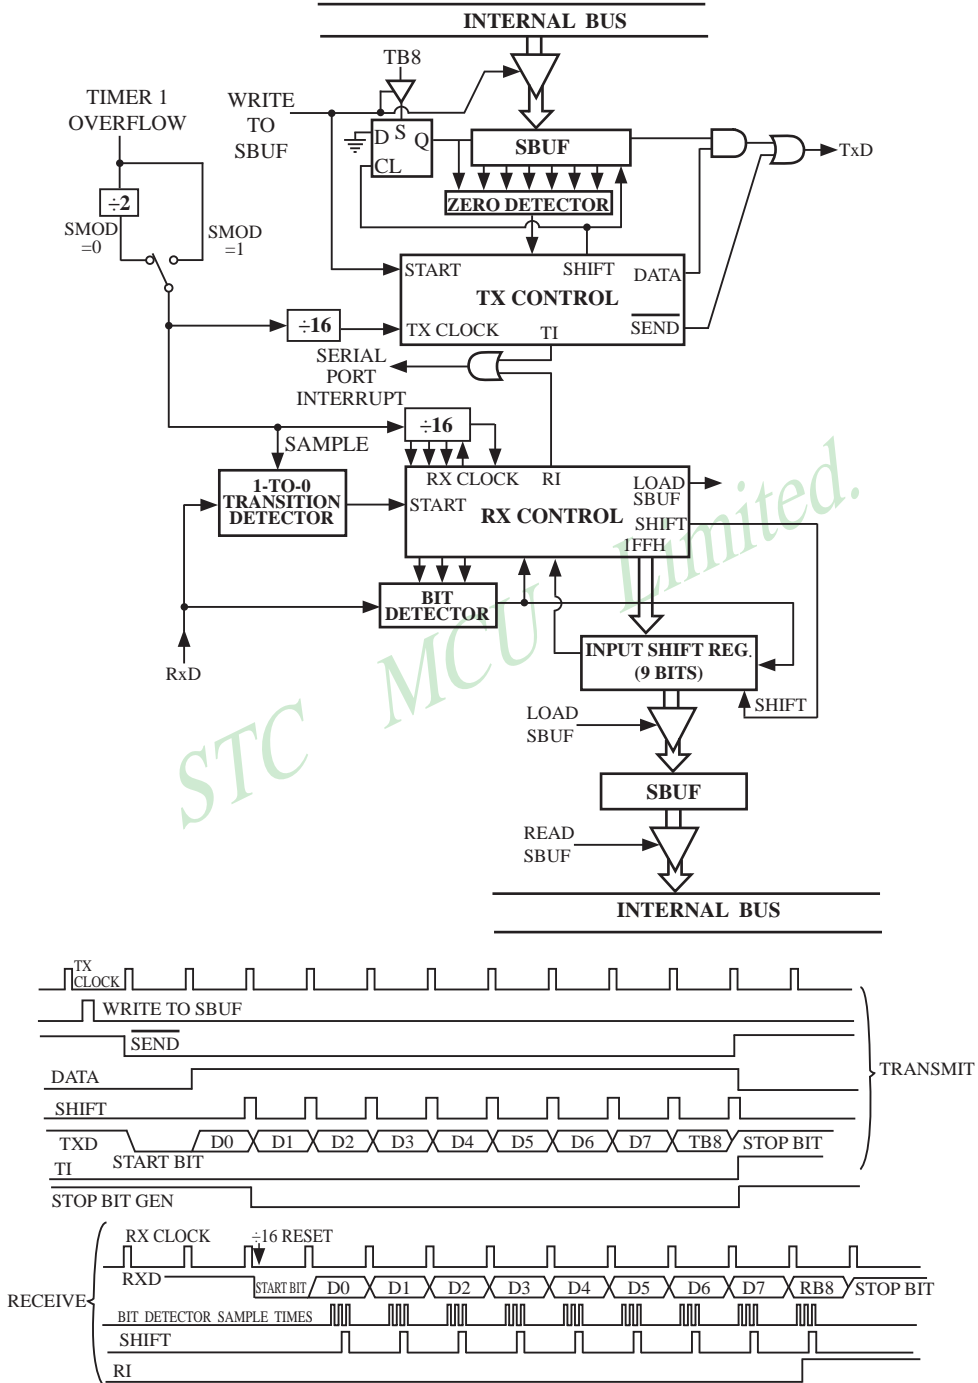 INTERNAL BUS
TB8
TIMER 1
OVERFLOW
WRITE
TO
SBUF
D S Q
CL
SBUF
TxD
÷2
ZERO DETECTOR
SMOD
=0
SMOD
=1
START
SHIFT
DATA
TX CONTROL
÷16
TX CLOCK
TI
SEND
SERIAL
PORT
INTERRUPT
÷16
SAMPLE
1-TO-0
TRANSITION
DETECTOR
RX CLOCK
RI
START
RX CONTROL
LOAD
SBUF
SHIFT
1FFH
BIT
DETECTOR
RxD
INPUT SHIFT REG.
(9 BITS)
SHIFT
LOAD
SBUF
SBUF
READ
SBUF
INTERNAL BUS
STC MCU Limited.
TX
CLOCK
WRITE TO SBUF
SEND
DATA
TRANSMIT
SHIFT
TXD
START BIT
D0 D1 D2 D3 D4 D5 D6 D7 TB8 STOP BIT
TI
STOP BIT GEN
RX CLOCK
÷16 RESET
RXD
START BIT D0 D1 D2 D3 D4 D5 D6 D7 RB8 STOP BIT
RECEIVE
BIT DETECTOR SAMPLE TIMES
SHIFT
RI